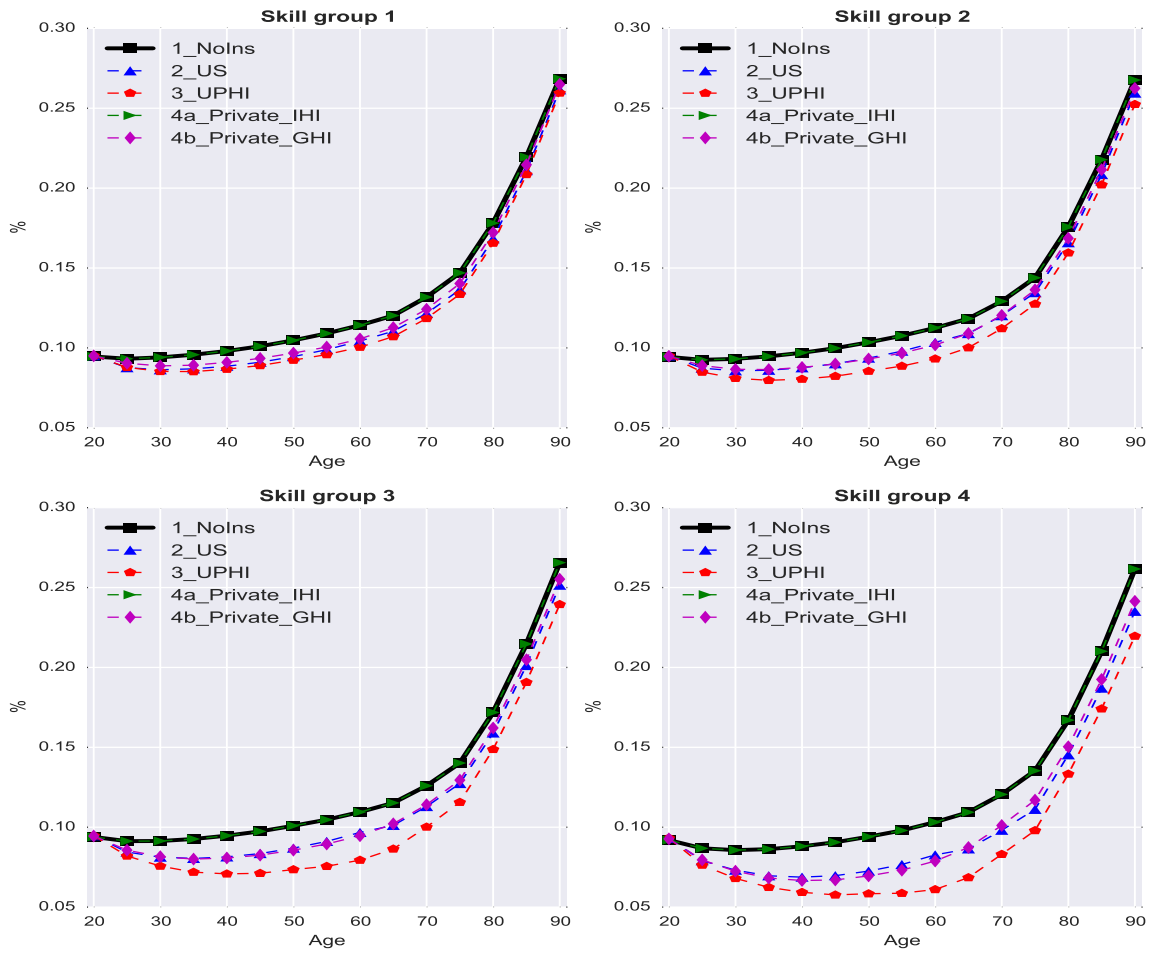 Skill group 1
0.30
0.25
0.20
0.15
0.10
0.05
%
1_NoIns
2_US
3_UPHI
4a_Private_IHI
4b_Private_GHI
20 30 40 50 60 70 80 90
Age
Skill group 2
0.30
0.25
0.20
0.15
0.10
0.05
%
1_NoIns
2_US
3_UPHI
4a_Private_IHI
4b_Private_GHI
20 30 40 50 60 70 80 90
Age
Skill group 3
0.30
0.25
0.20
0.15
0.10
0.05
%
1_NoIns
2_US
3_UPHI
4a_Private_IHI
4b_Private_GHI
20 30 40 50 60 70 80 90
Age
Skill group 4
0.30
0.25
0.20
0.15
0.10
0.05
%
1_NoIns
2_US
3_UPHI
4a_Private_IHI
4b_Private_GHI
20 30 40 50 60 70 80 90
Age